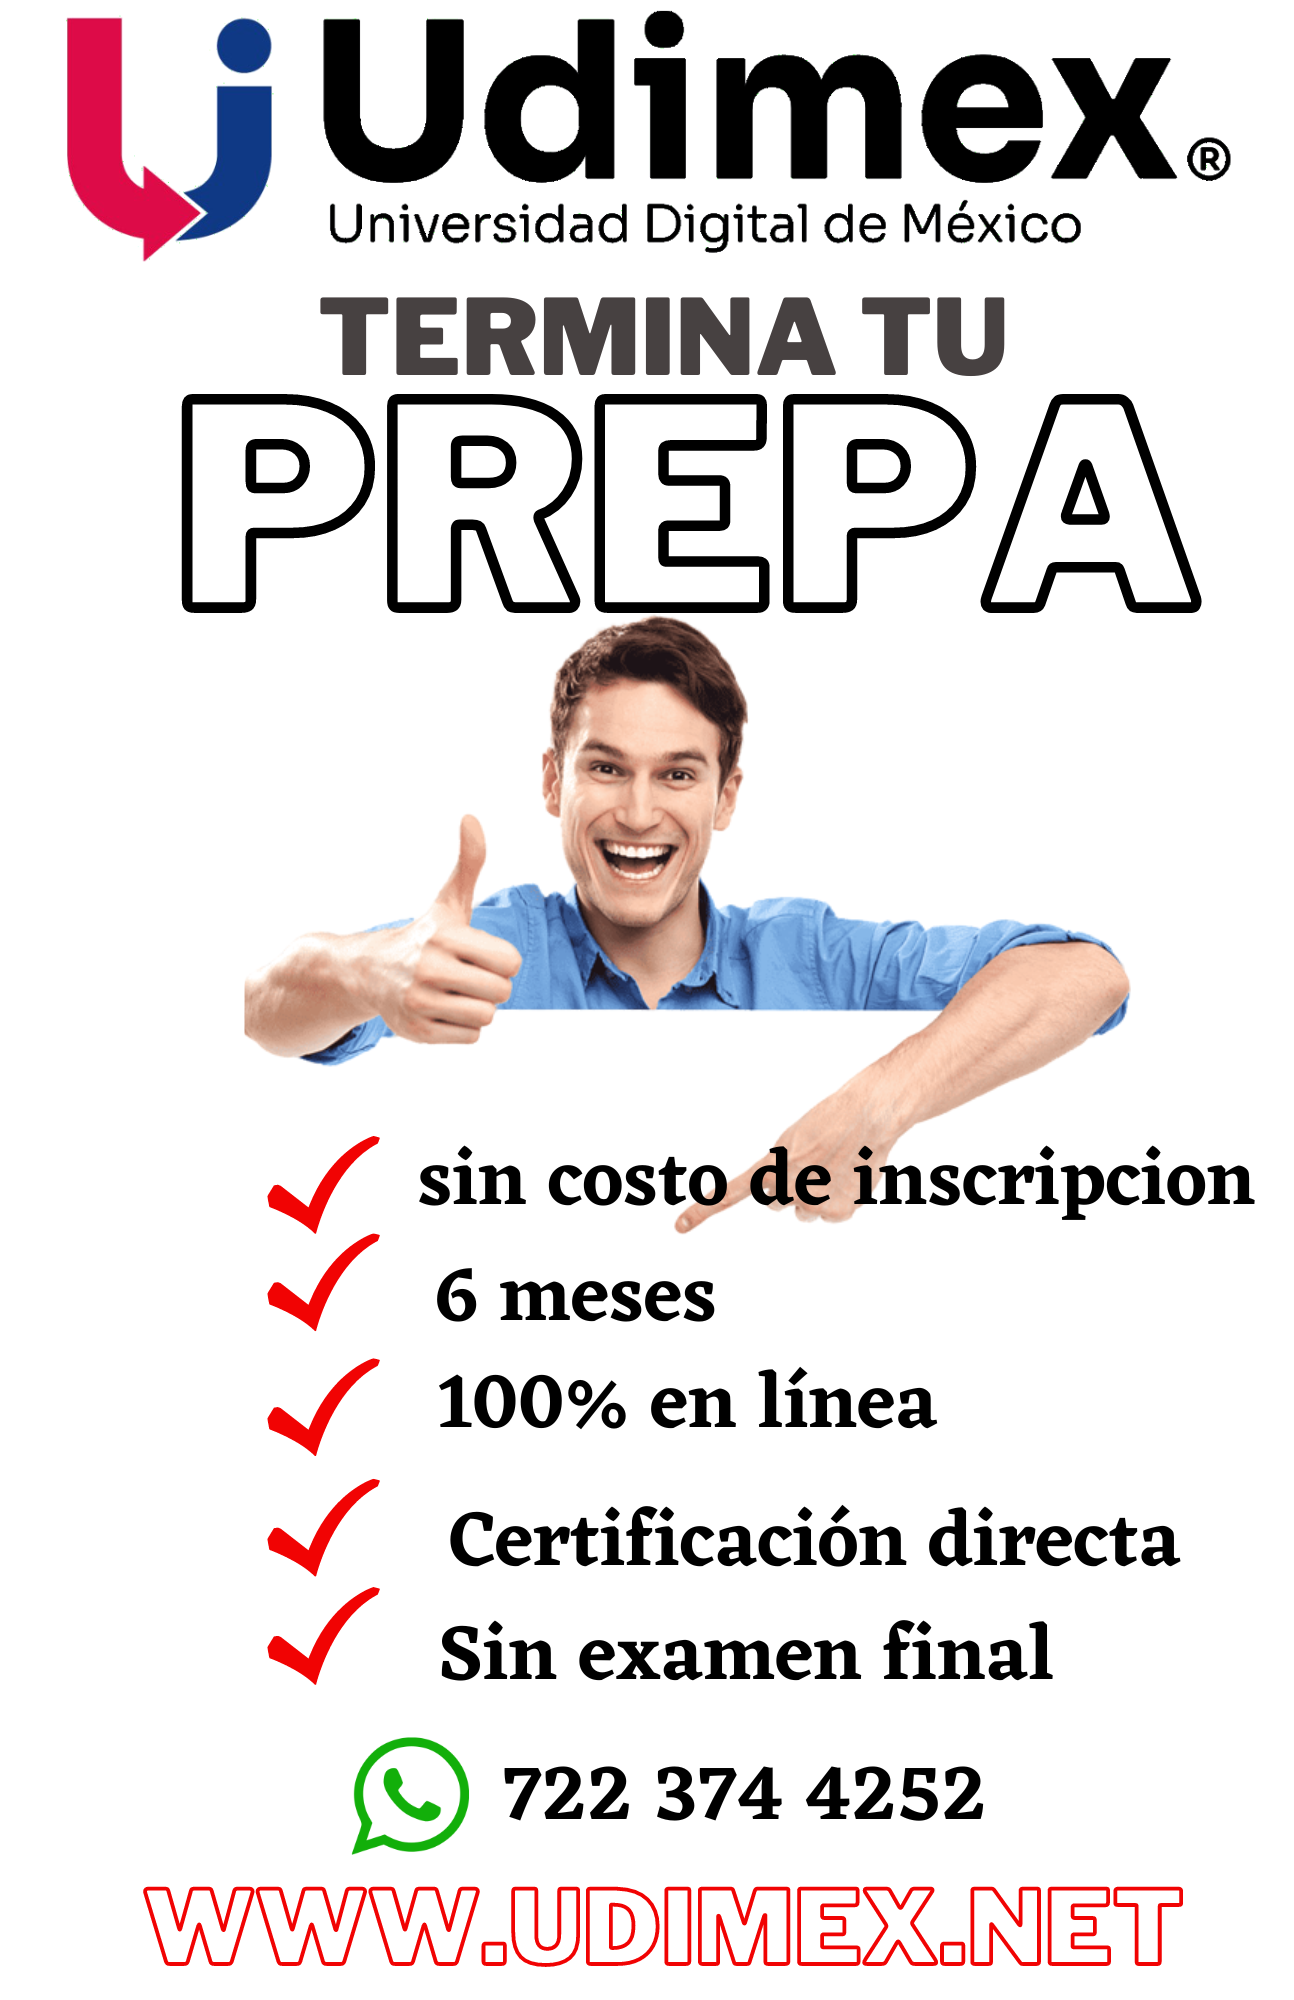 Udimex®
Universidad Digital de México
TERMINA TU
PREPA
sin costo de inscripcion
6 meses
100% en línea
Certificación directa
Sin examen final
722 374 4252
WWW.UDIMEX.NET